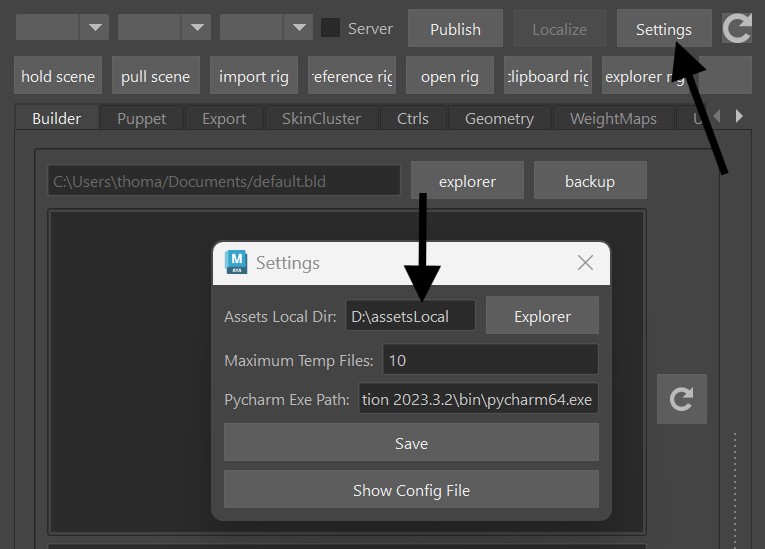 Server Publish Localize Settings
hold scene pull scene import rig reference rig open rig clipboard rig explorer rig
Builder Puppet Export SkinCluster Ctrls Geometry WeightMaps U
C:\Users\thoma/Documents/default.bld explorer backup
M
AYA
Settings
Assets Local Dir: D:\assetsLocal Explorer
Maximum Temp Files: 10
Pycharm Exe Path: tion 2023.3.2\bin\pycharm64.exe
Save
Show Config File